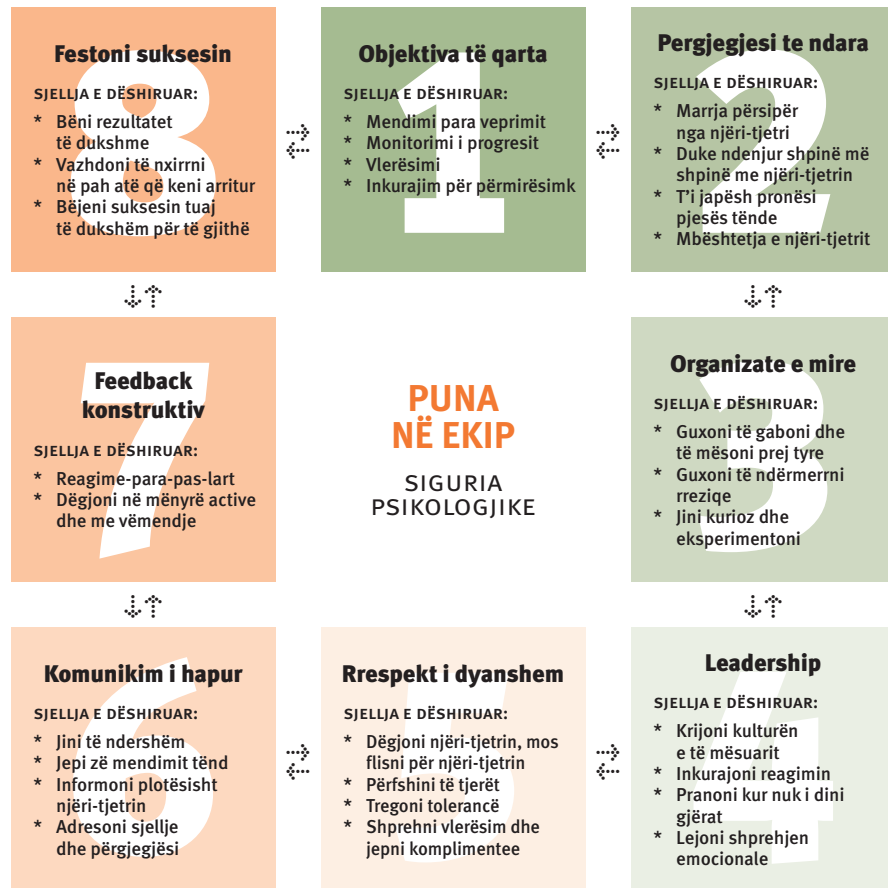 Festoni suksesin
8
SJELLJA E DËSHIRUAR:
* Bëni rezultatet
të dukshme
* Vazhdoni të nxirrni
në pah atë që keni arritur
* Bëjeni suksesin tuaj
të dukshëm për të gjithë
Objektiva të qarta
1
SJELLJA E DËSHIRUAR:
* Mendimi para veprimit
* Monitorimi i progresit
* Vlerësimi
* Inkurajim për përmirësimk
Pergjegjesi te ndara
2
SJELLJA E DËSHIRUAR:
* Marrja përsipër
nga njëri-tjetri
* Duke ndenjur shpinë më
shpinë me njëri-tjetrin
* T'i japësh pronësi
pjesës tënde
* Mbështetja e njëri-tjetrit
Feedback
konstruktiv
7
SJELLJA E DËSHIRUAR:
* Reagime-para-pas-lart
* Dëgjoni në mënyrë active
dhe me vëmendje
PUNA
NË EKIP
SIGURIA
PSIKOLOGJIKE
Organizate e mire
3
SJELLJA E DËSHIRUAR:
* Guxoni të gaboni dhe
të mësoni prej tyre
* Guxoni të ndërmerrni
rreziqe
* Jini kurioz dhe
eksperimentoni
Komunikim i hapur
6
SJELLJA E DËSHIRUAR:
* Jini të ndershëm
* Jepi zë mendimit tënd
* Informoni plotësisht
njëri-tjetrin
* Adresoni sjellje
dhe përgjegjësi
Rrespekt i dyanshem
5
SJELLJA E DËSHIRUAR:
* Dëgjoni njëri-tjetrin, mos
flisni për njëri-tjetrin
* Përfshini të tjerët
* Tregoni tolerancë
* Shprehni vlerësim dhe
jepni komplimentee
Leadership
4
SJELLJA E DËSHIRUAR:
* Krijoni kulturën
e të mësuarit
* Inkurajoni reagimin
* Pranoni kur nuk i dini
gjërat
* Lejoni shprehjen
emocionale